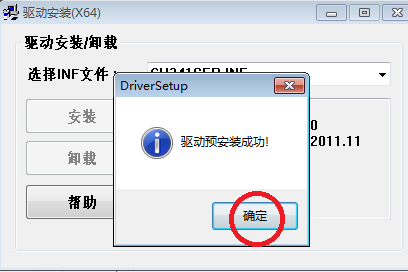 驱动安装(X64)
驱动安装/卸载
选择INF文件:
CH341SER.INF
DriverSetup
安装
驱动预安装成功!
0
2011.11
卸载
帮助
确定